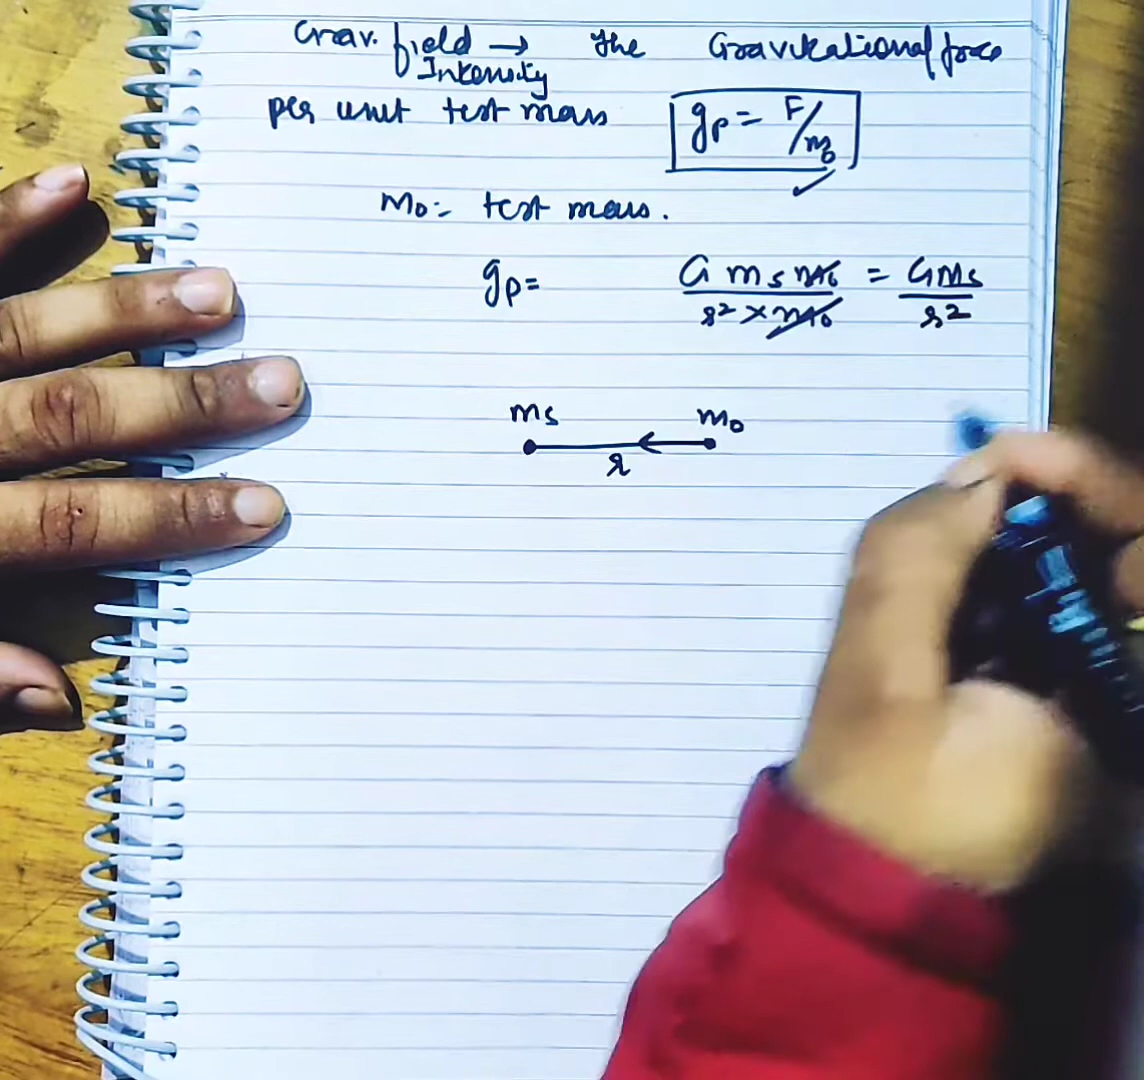 Grav. field → The Gravitational force
Intensity
per unit test mass gp = F/m0
m0 = test mass.
gp = G ms m0 / r² × m0 = G Ms / r²
ms m0
r